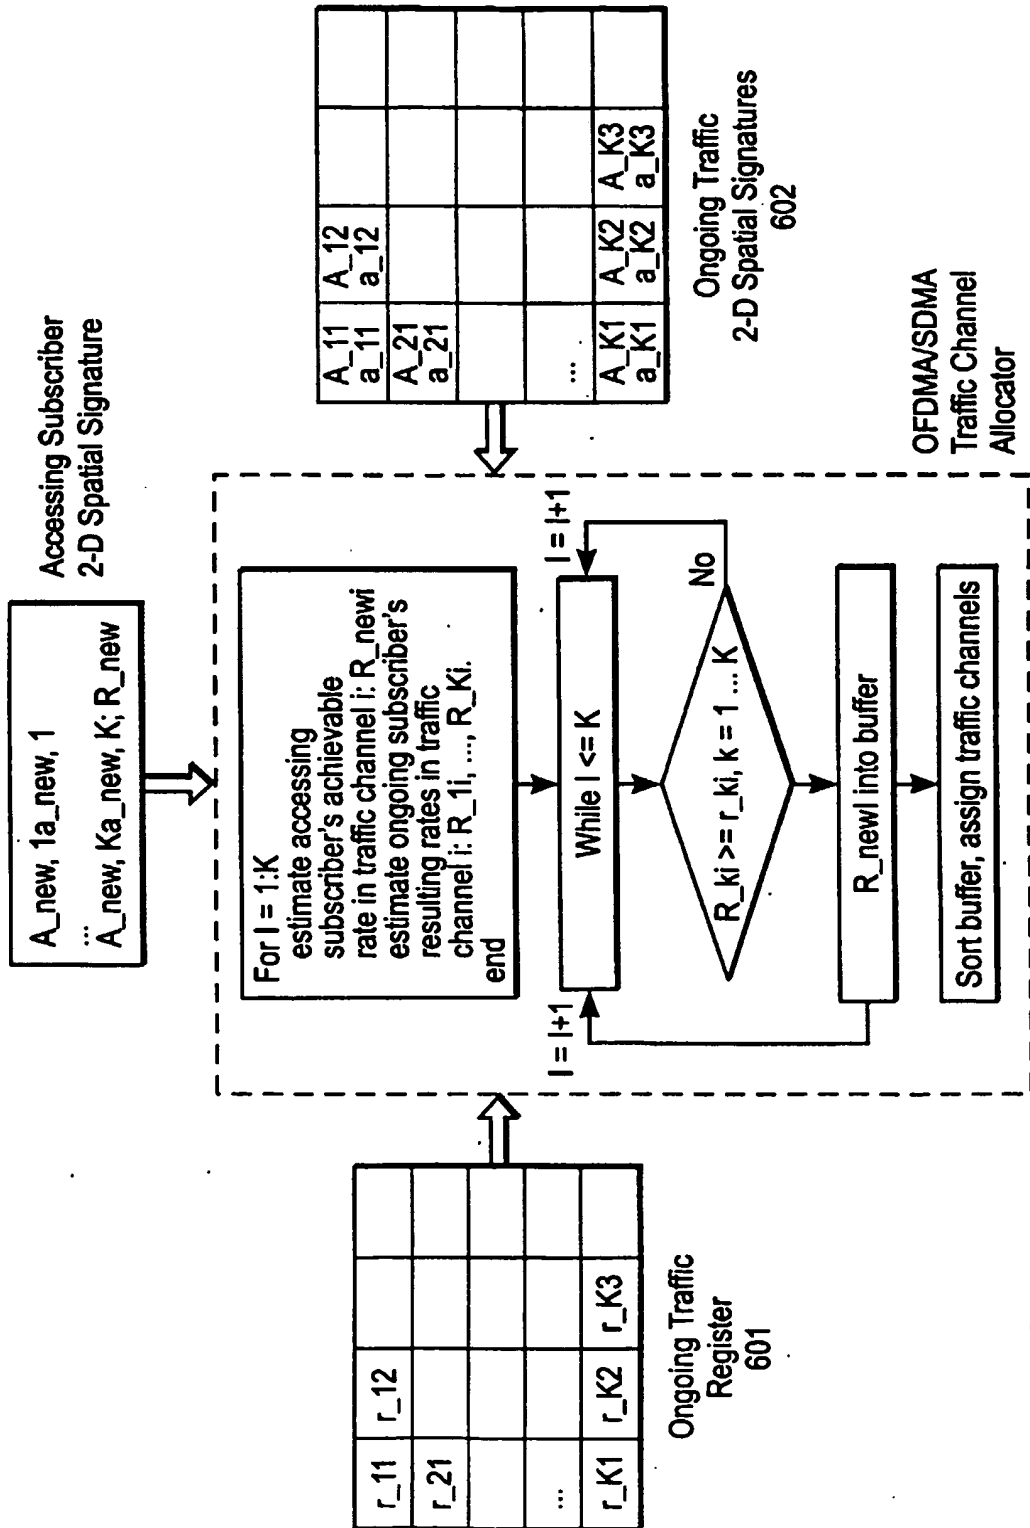 A_new, 1a_new, 1
...
A_new, Ka_new, K; R_new
Accessing Subscriber
2-D Spatial Signature
r_11
r_12
r_21
...
r_K1
r_K2
r_K3
Ongoing Traffic
Register
601
For I = 1:K
estimate accessing
subscriber's achievable
rate in traffic channel i: R_newi
estimate ongoing subscriber's
resulting rates in traffic
channel i: R_1i, ..., R_Ki.
end
I = I+1
While I <= K
I = I+1
R_ki >= r_ki, k = 1 ... K
No
R_newI into buffer
Sort buffer, assign traffic channels
OFDMA/SDMA
Traffic Channel
Allocator
A_11
a_11
A_12
a_12
A_21
a_21
...
A_K1
a_K1
A_K2
a_K2
A_K3
a_K3
Ongoing Traffic
2-D Spatial Signatures
602